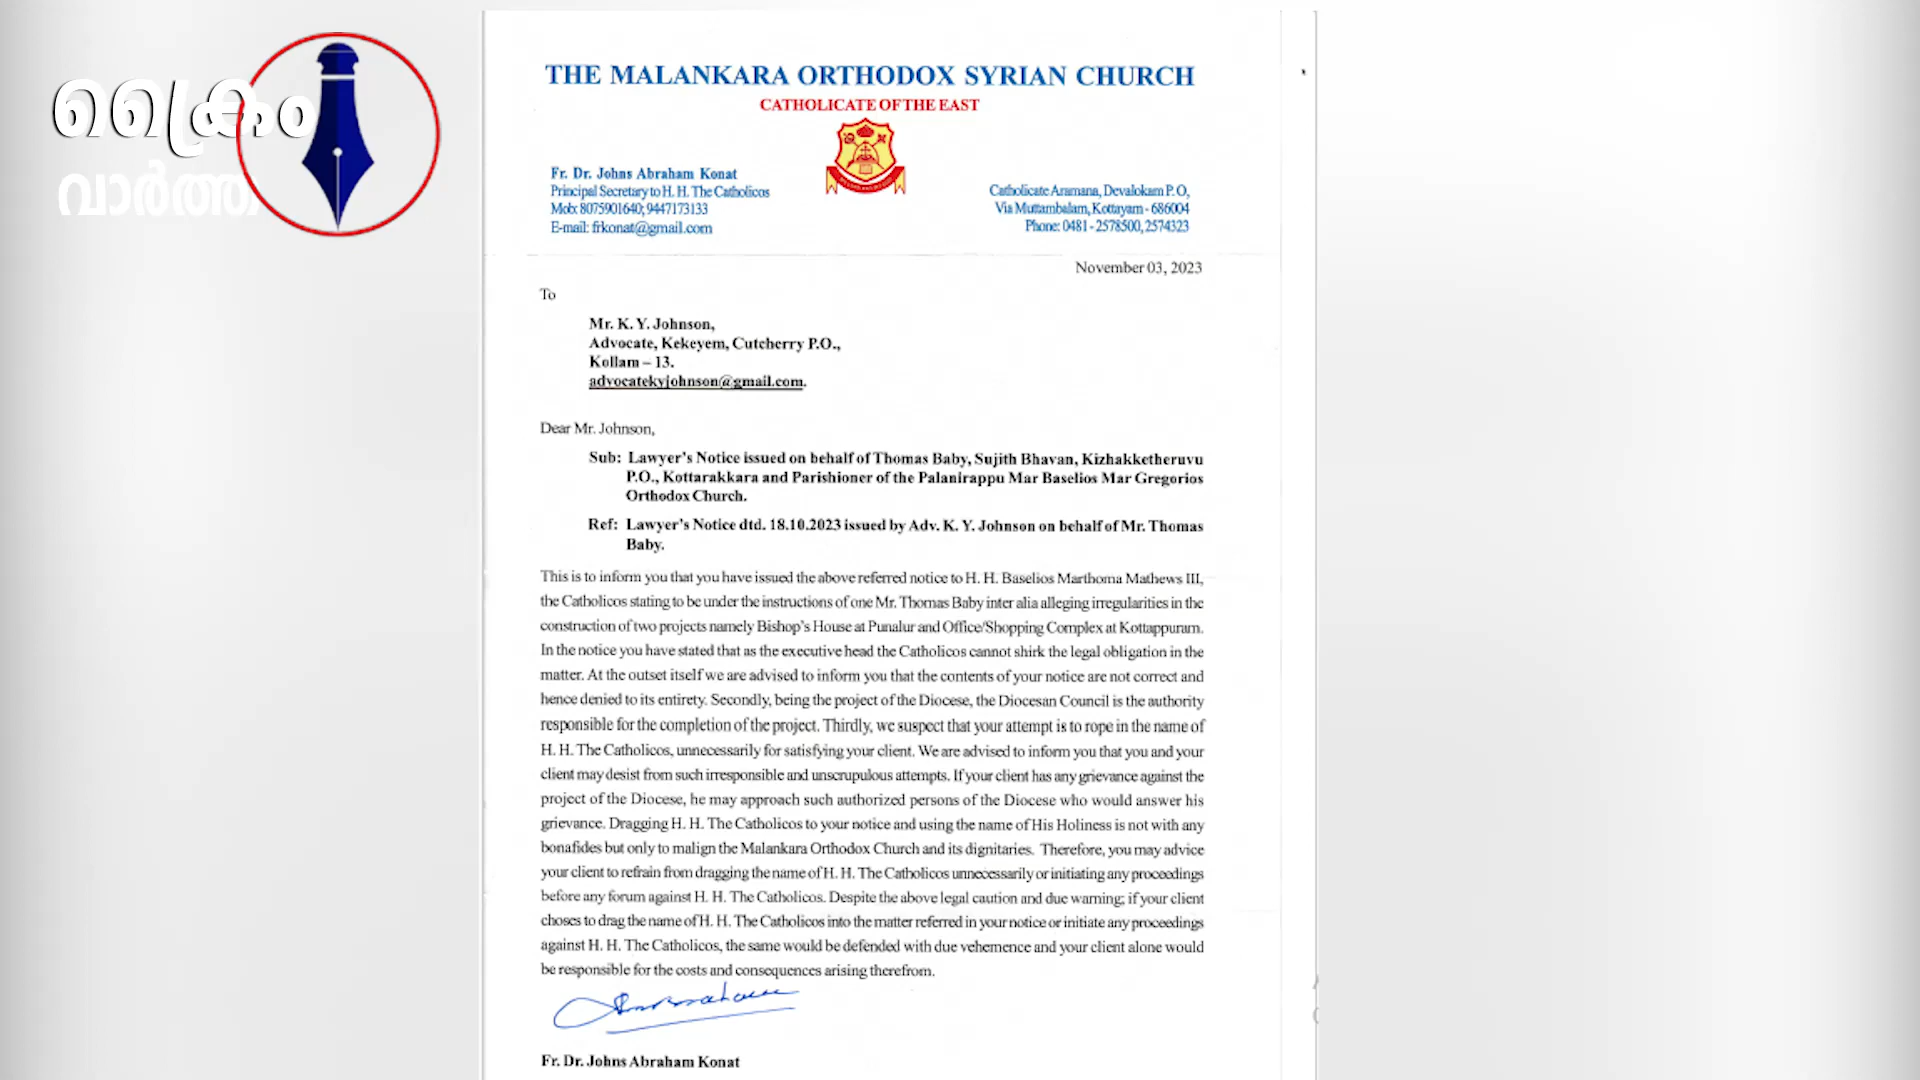 ക്രൈം
വാർത്ത
THE MALANKARA ORTHODOX SYRIAN CHURCH
CATHOLICATE OF THE EAST
Fr. Dr. Johns Abraham Konat
Principal Secretary to H. H. The Catholicos
Mob: 8075901640; 9447173133
E-mail: frkonat@gmail.com
Catholicate Aramana, Devalokam P. O,
Via Muttambalam, Kottayam - 686004
Phone: 0481 - 2578500, 2574323
November 03, 2023
To
Mr. K. Y. Johnson,
Advocate, Kekeyem, Cutcherry P.O.,
Kollam – 13.
advocatekyjohnson@gmail.com.
Dear Mr. Johnson,
Sub: Lawyer's Notice issued on behalf of Thomas Baby, Sujith Bhavan, Kizhakketheruvu
P.O., Kottarakkara and Parishioner of the Palanirappu Mar Baselios Mar Gregorios
Orthodox Church.
Ref: Lawyer's Notice dtd. 18.10.2023 issued by Adv. K. Y. Johnson on behalf of Mr. Thomas
Baby.
This is to inform you that you have issued the above referred notice to H. H. Baselios Marthoma Mathews III,
the Catholicos stating to be under the instructions of one Mr. Thomas Baby inter alia alleging irregularities in the
construction of two projects namely Bishop's House at Punalur and Office/Shopping Complex at Kottappuram.
In the notice you have stated that as the executive head the Catholicos cannot shirk the legal obligation in the
matter. At the outset itself we are advised to inform you that the contents of your notice are not correct and
hence denied to its entirety. Secondly, being the project of the Diocese, the Diocesan Council is the authority
responsible for the completion of the project. Thirdly, we suspect that your attempt is to rope in the name of
H. H. The Catholicos, unnecessarily for satisfying your client. We are advised to inform you that you and your
client may desist from such irresponsible and unscrupulous attempts. If your client has any grievance against the
project of the Diocese, he may approach such authorized persons of the Diocese who would answer his
grievance. Dragging H. H. The Catholicos to your notice and using the name of His Holiness is not with any
bonafides but only to malign the Malankara Orthodox Church and its dignitaries. Therefore, you may advice
your client to refrain from dragging the name of H. H. The Catholicos unnecessarily or initiating any proceedings
before any forum against H. H. The Catholicos. Despite the above legal caution and due warning; if your client
choses to drag the name of H. H. The Catholicos into the matter referred in your notice or initiate any proceedings
against H. H. The Catholicos, the same would be defended with due vehemence and your client alone would
be responsible for the costs and consequences arising therefrom.
Fr. Dr. Johns Abraham Konat